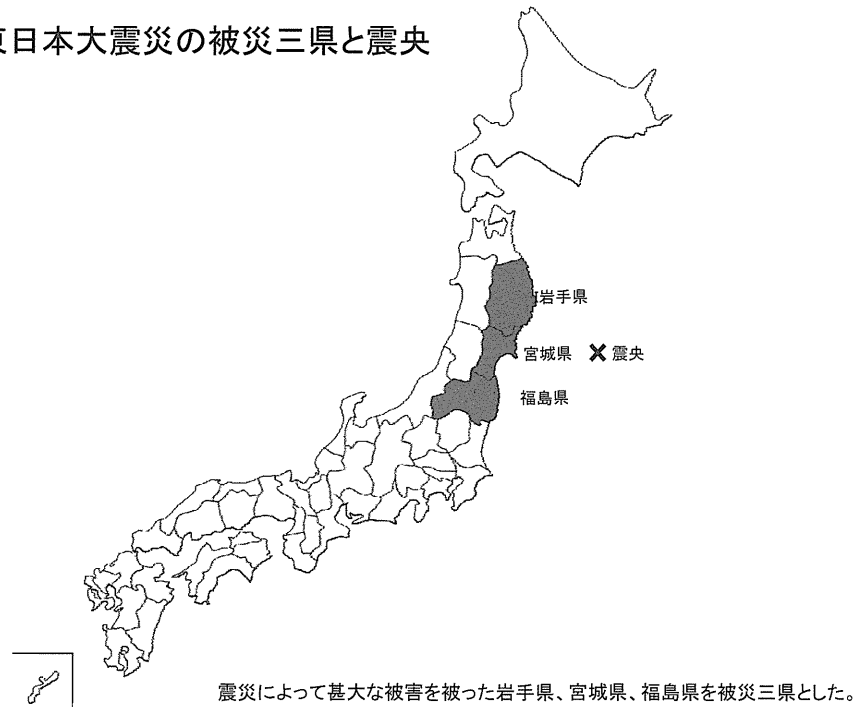 東日本大震災の被災三県と震央
岩手県
宮城県
震央
福島県
震災によって甚大な被害を被った岩手県、宮城県、福島県を被災三県とした。